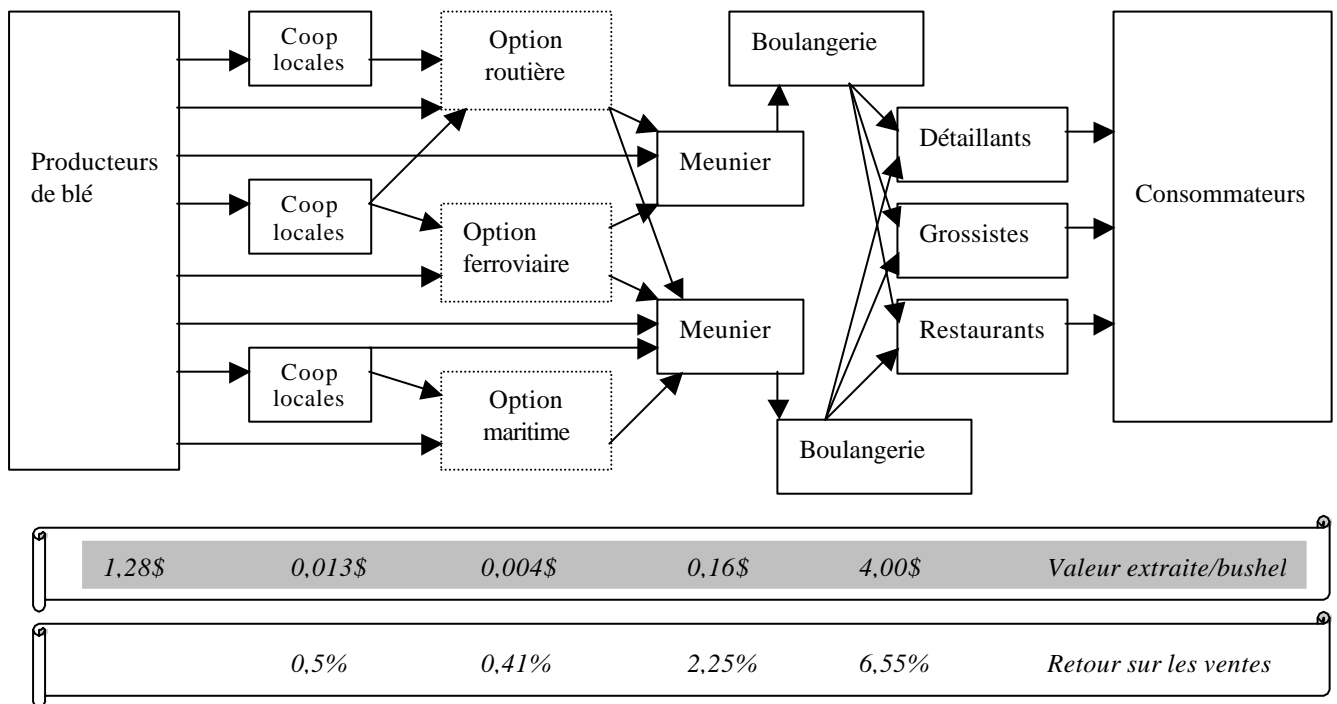 Producteurs
de blé
Coop
locales
Coop
locales
Coop
locales
Option
routière
Option
ferroviaire
Option
maritime
Meunier
Meunier
Boulangerie
Boulangerie
Détaillants
Grossistes
Restaurants
Consommateurs
1,28$ 0,013$ 0,004$ 0,16$ 4,00$ Valeur extraite/bushel
0,5% 0,41% 2,25% 6,55% Retour sur les ventes